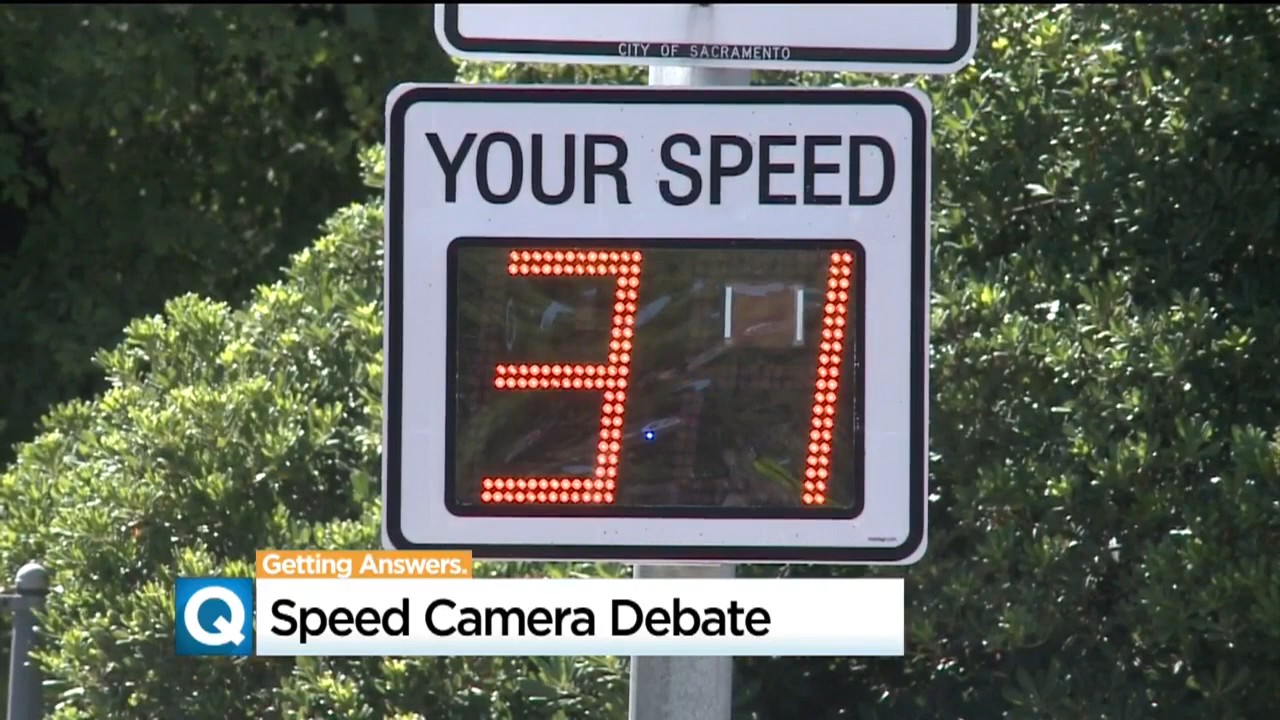 CITY OF SACRAMENTO
YOUR SPEED
31
Getting Answers.
Q
Speed Camera Debate